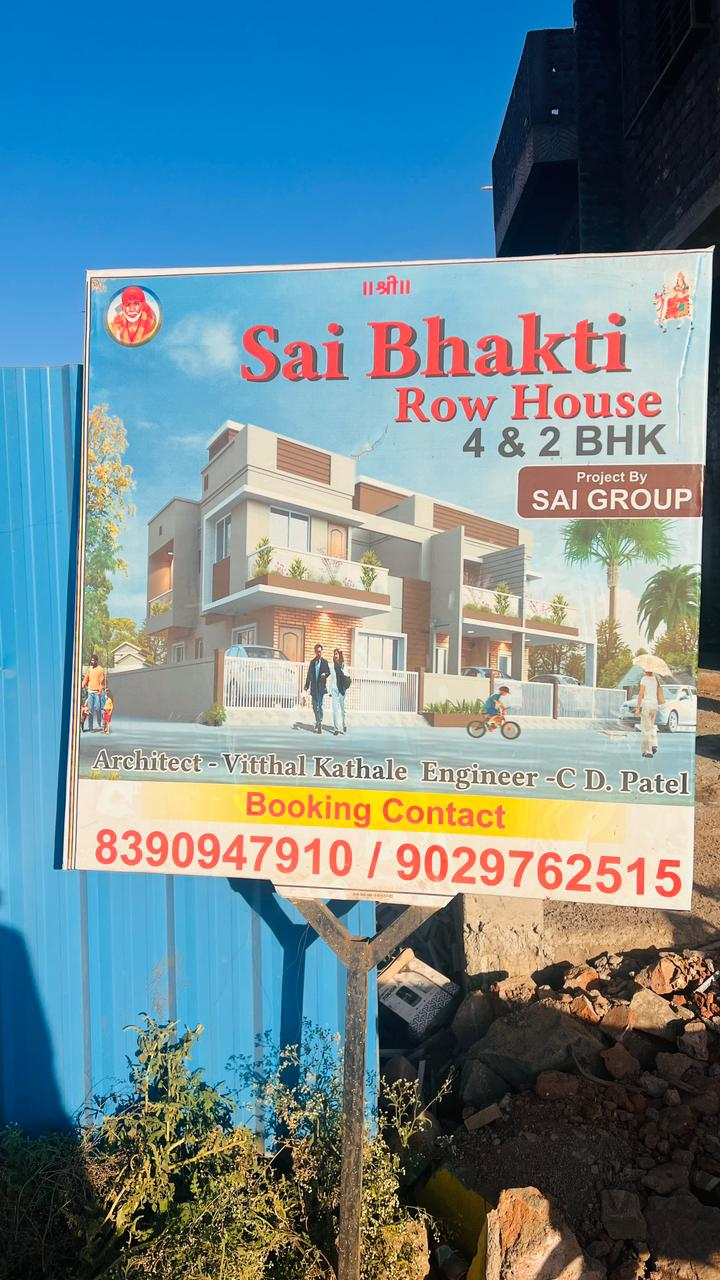 ॥श्री॥
Sai Bhakti
Row House
4 & 2 BHK
Project By
SAI GROUP
Architect - Vitthal Kathale Engineer -C D. Patel
Booking Contact
8390947910 / 9029762515